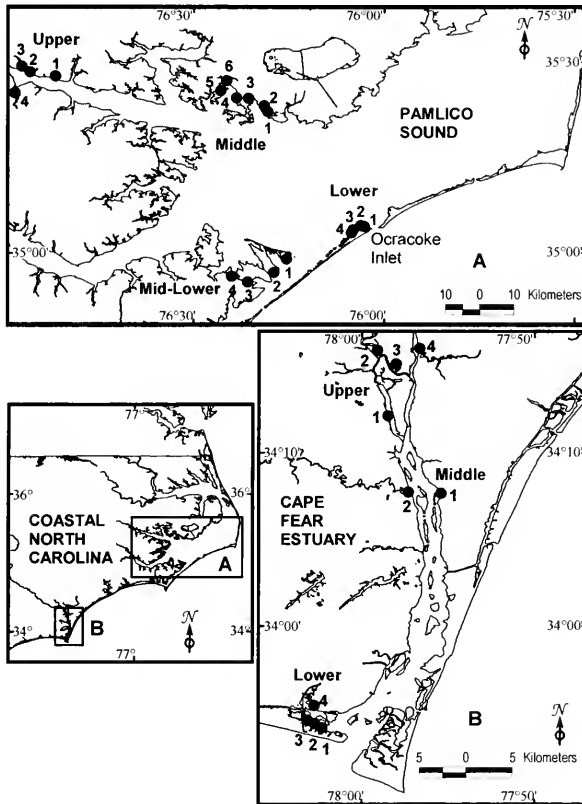 76°30' 76°00' 75°30'
N
35°30'
Upper
3 2 1
4
6
5 4 3
2
1
Middle
PAMLICO
SOUND
Lower
4 3 2 1
Ocracoke
Inlet
35°00' 35°00'
Mid-Lower
4 3 2 1
A
10 0 10 Kilometers
76°30' 76°00'
78°00' 77°50'
2 3 4
Upper
1
34°10' 34°10'
Middle
2 1
CAPE
FEAR
ESTUARY
34°00' 34°00'
Lower
4
3 2 1
B
N
5 0 5 Kilometers
78°00' 77°50'
77°
36° 36°
COASTAL
NORTH
CAROLINA
A
B
N
34° 34°
77°